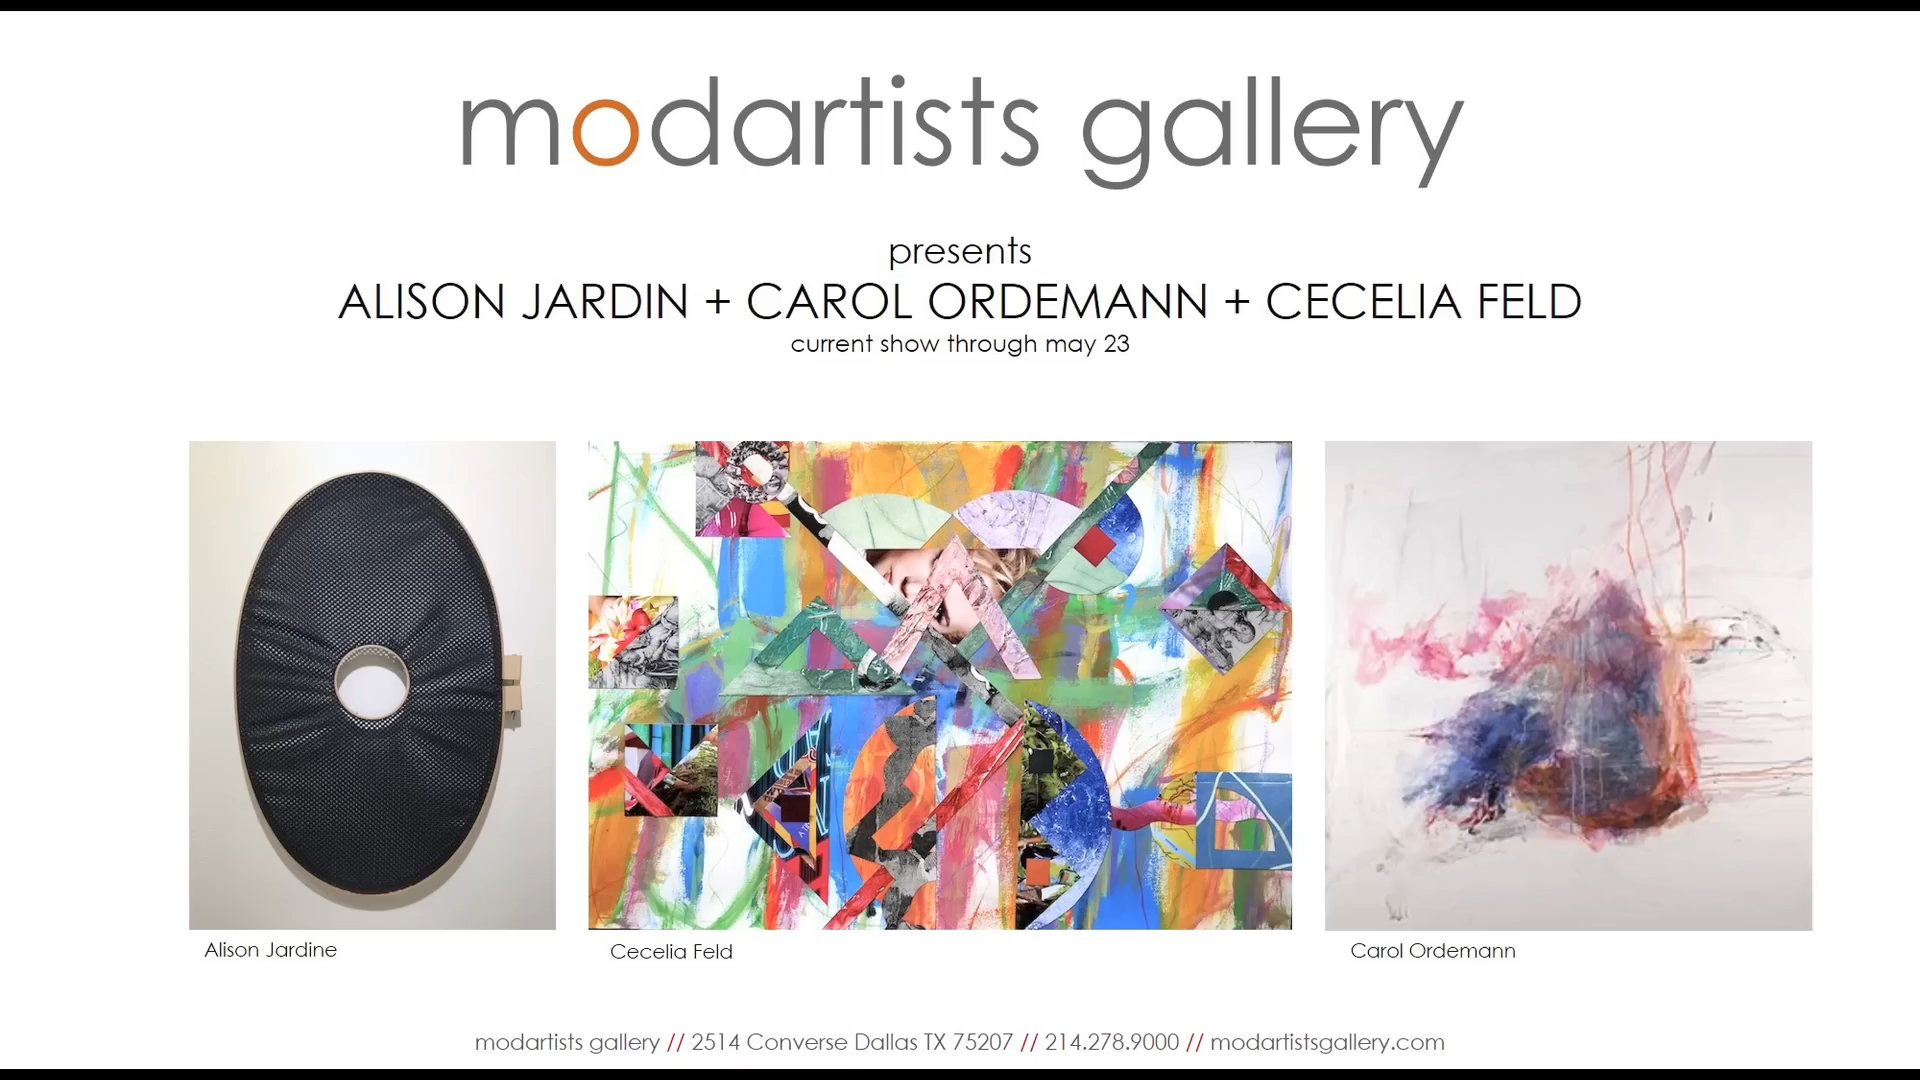 modartists gallery
presents
ALISON JARDIN + CAROL ORDEMANN + CECELIA FELD
current show through may 23
Alison Jardine
Cecelia Feld
Carol Ordemann
modartists gallery // 2514 Converse Dallas TX 75207 // 214.278.9000 // modartistsgallery.com